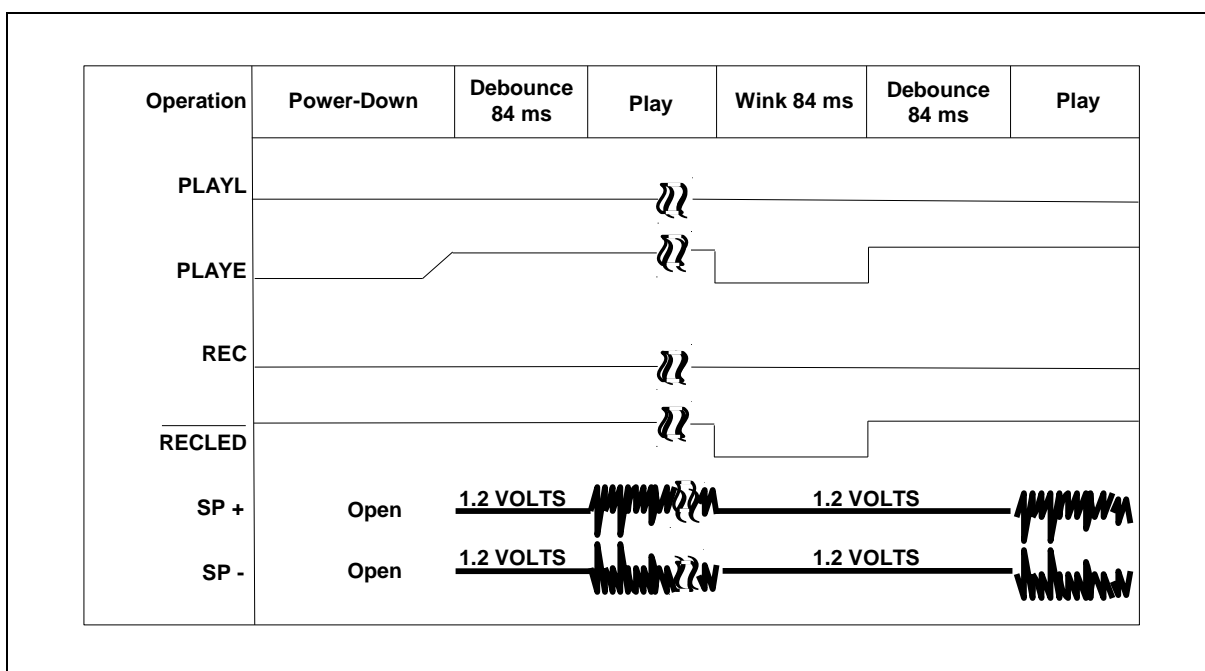 Operation Power-Down Debounce 84 ms Play Wink 84 ms Debounce 84 ms Play
PLAYL
PLAYE
REC
RECLED
SP + Open 1.2 VOLTS 1.2 VOLTS
SP - Open 1.2 VOLTS 1.2 VOLTS